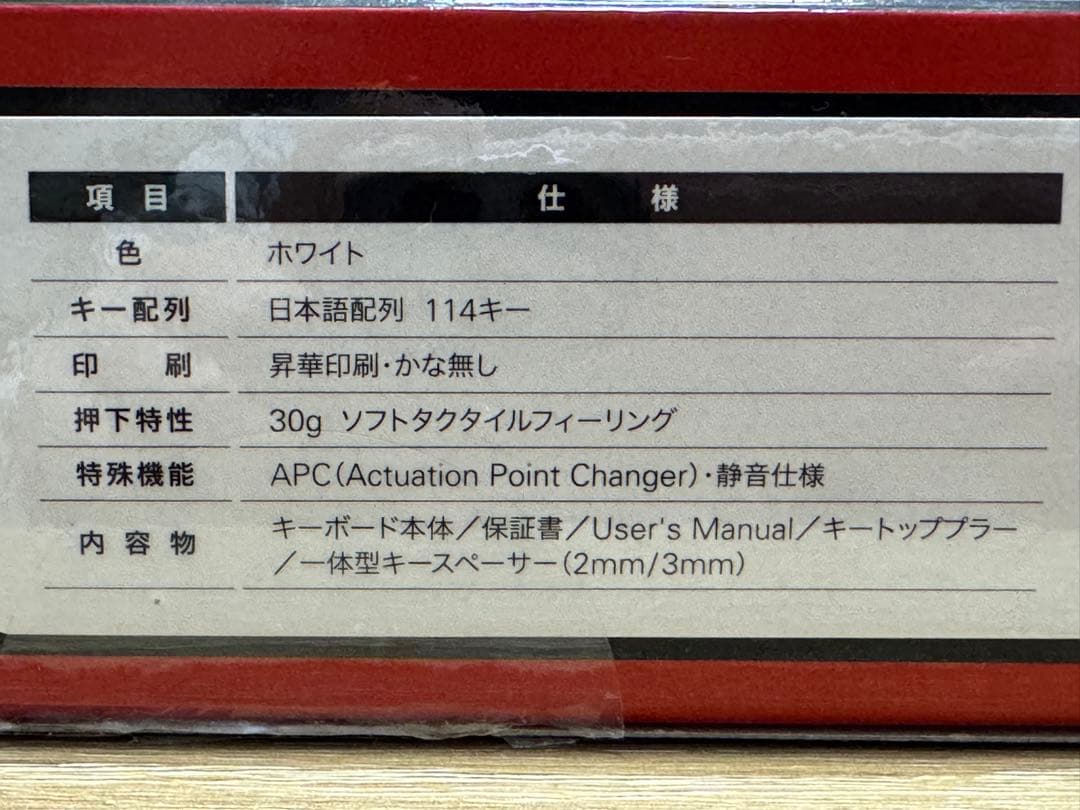 項目 仕様
色 ホワイト
キー配列 日本語配列 114キー
印刷 昇華印刷・かな無し
押下特性 30g ソフトタクタイルフィーリング
特殊機能 APC(Actuation Point Changer)・静音仕様
内容物 キーボード本体／保証書／User's Manual／キートッププラー
／一体型キースペーサー(2mm/3mm)